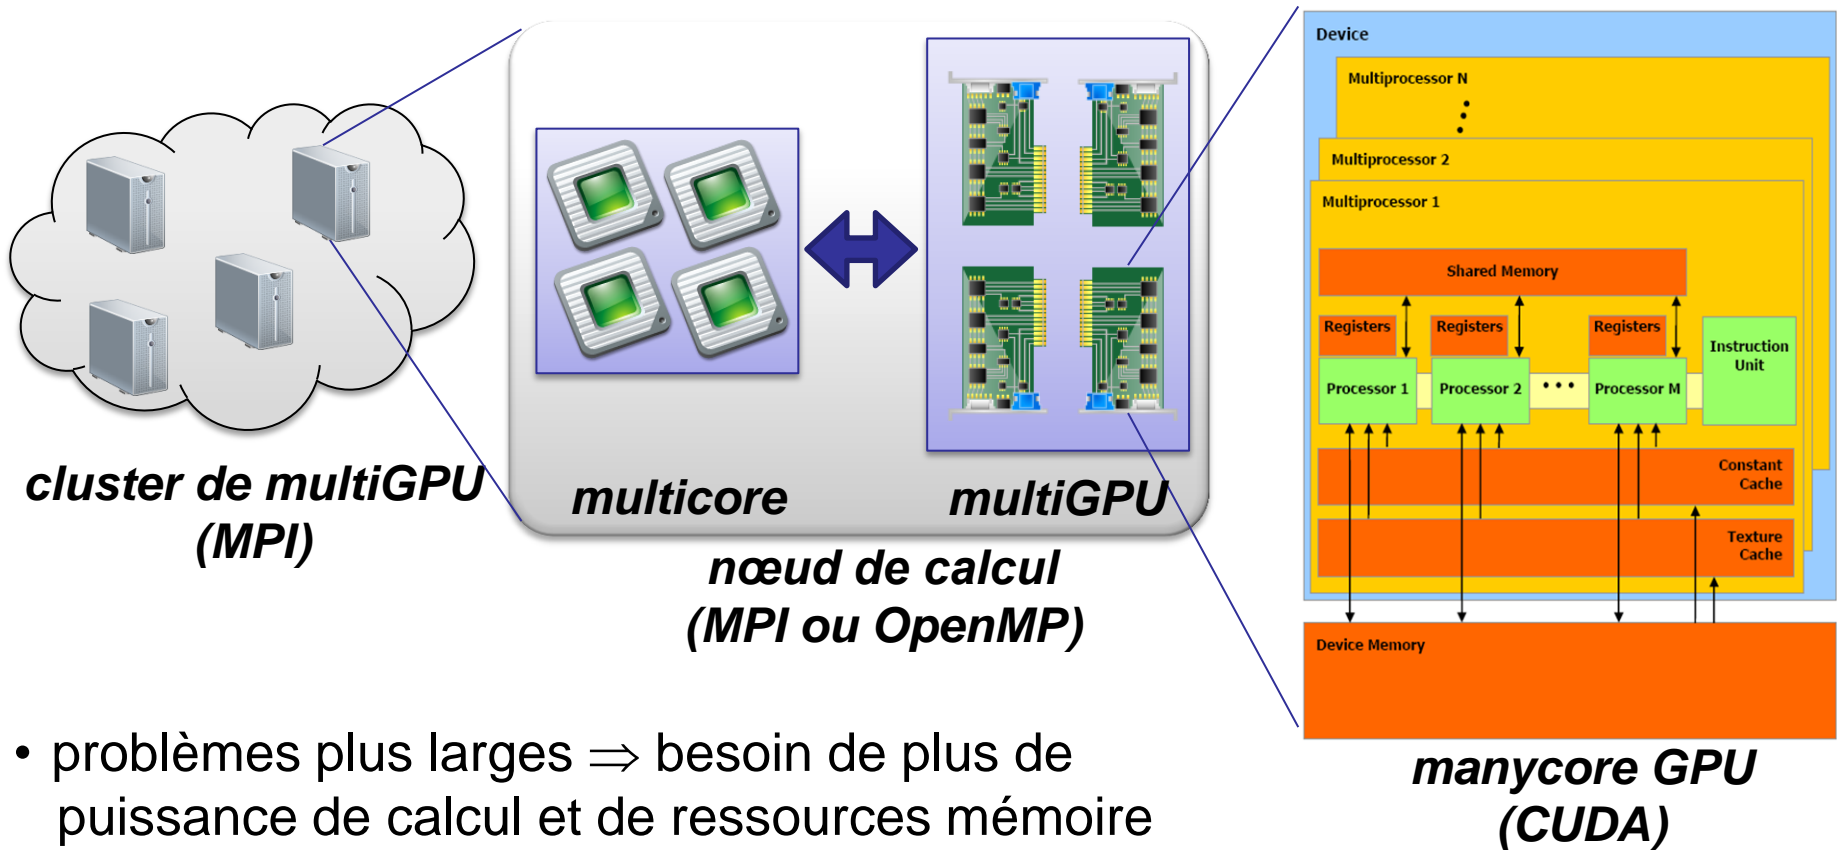 cluster de multiGPU
(MPI)
multicore
multiGPU
nœud de calcul
(MPI ou OpenMP)
Device
Multiprocessor N
Multiprocessor 2
Multiprocessor 1
Shared Memory
Registers
Registers
Registers
Instruction
Unit
Processor 1
Processor 2
• • •
Processor M
Constant
Cache
Texture
Cache
Device Memory
manycore GPU
(CUDA)
• problèmes plus larges ⇒ besoin de plus de
puissance de calcul et de ressources mémoire